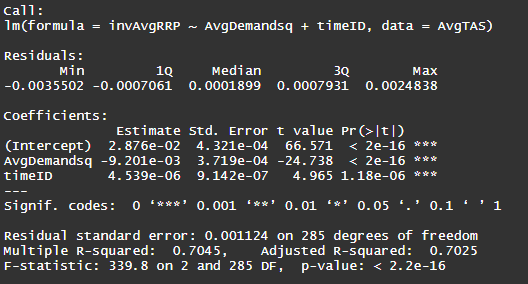 Call:
lm(formula = invAvgRRP ~ AvgDemandsq + timeID, data = AvgTAS)
Residuals:
Min 1Q Median 3Q Max
-0.0035502 -0.0007061 0.0001899 0.0007931 0.0024838
Coefficients:
Estimate Std. Error t value Pr(>|t|)
(Intercept) 2.876e-02 4.321e-04 66.571 < 2e-16 ***
AvgDemandsq -9.201e-03 3.719e-04 -24.738 < 2e-16 ***
timeID 4.539e-06 9.142e-07 4.965 1.18e-06 ***
---
Signif. codes: 0 ‘***’ 0.001 ‘**’ 0.01 ‘*’ 0.05 ‘.’ 0.1 ‘ ’ 1
Residual standard error: 0.001124 on 285 degrees of freedom
Multiple R-squared: 0.7045, Adjusted R-squared: 0.7025
F-statistic: 339.8 on 2 and 285 DF, p-value: < 2.2e-16